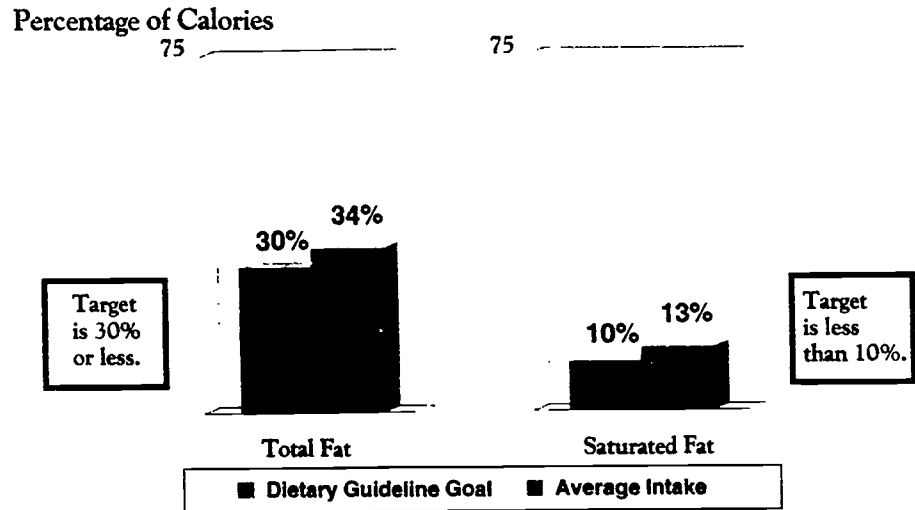 Percentage of Calories
75
75
34%
30%
13%
10%
Target
is 30%
or less.
Target
is less
than 10%.
Total Fat
Saturated Fat
Dietary Guideline Goal
Average Intake